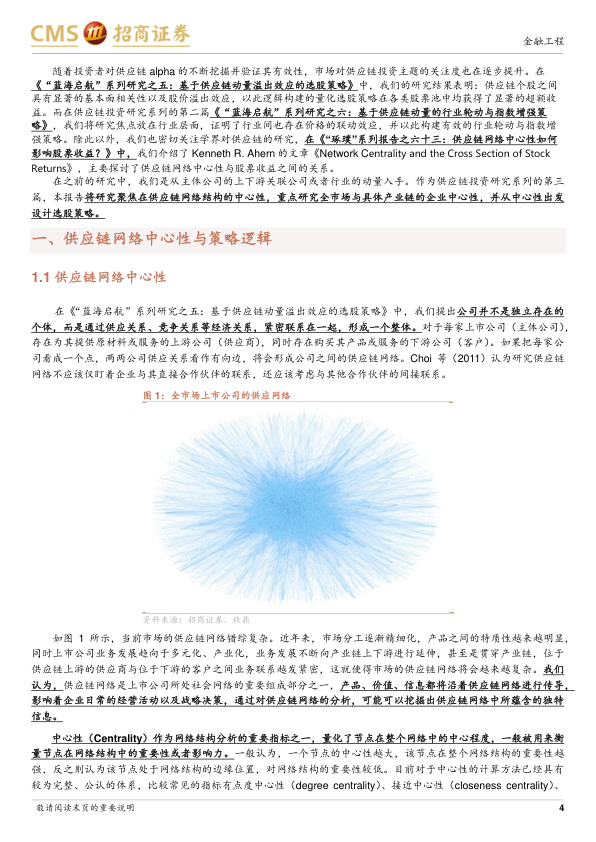 CMS 招商证券
金融工程
随着投资者对供应链 alpha 的不断挖掘并验证其有效性，市场对供应链投资主题的关注度也在逐步提升。在
《“蓝海启航”系列研究之五：基于供应链动量溢出效应的选股策略》中，我们的研究结果表明：供应链个股之间
具有显著的基本面相关性以及股价溢出效应，以此逻辑构建的量化选股策略在各类股票池中均获得了显著的超额收
益。而在供应链投资研究系列的第二篇《“蓝海启航”系列研究之六：基于供应链动量的行业轮动与指数增强策
略》，我们将研究焦点放在行业层面，证明了行业间也存在价格的联动效应，并以此构建有效的行业轮动与指数增
强策略。除此以外，我们也密切关注学界对供应链的研究，在《“琢璞”系列报告之六十三：供应链网络中心性如何
影响股票收益？》中，我们介绍了 Kenneth R. Ahern 的文章《Network Centrality and the Cross Section of Stock
Returns》，主要探讨了供应链网络中心性与股票收益之间的关系。
在之前的研究中，我们是从主体公司的上下游关联公司或者行业的动量入手。作为供应链投资研究系列的第三
篇，本报告将研究聚焦在供应链网络结构的中心性，重点研究全市场与具体产业链的企业中心性，并从中心性出发
设计选股策略。
一、供应链网络中心性与策略逻辑
1.1 供应链网络中心性
在《“蓝海启航”系列研究之五：基于供应链动量溢出效应的选股策略》中，我们提出公司并不是独立存在的
个体，而是通过供应关系、竞争关系等经济关系，紧密联系在一起，形成一个整体。对于每家上市公司（主体公司），
存在为其提供原材料或服务的上游公司（供应商），同时存在购买其产品或服务的下游公司（客户）。如果把每家公
司看成一个点，两两公司供应关系看作有向边，将会形成公司之间的供应链网络。Choi 等（2011）认为研究供应链
网络不应该仅盯着企业与其直接合作伙伴的联系，还应该考虑与其他合作伙伴的间接联系。
图 1：全市场上市公司的供应网络
资料来源：招商证券、秩鼎
如图 1 所示，当前市场的供应链网络错综复杂。近年来，市场分工逐渐精细化，产品之间的特质性越来越明显，
同时上市公司业务发展趋向于多元化、产业化，业务发展不断向产业链上下游进行延伸，甚至是贯穿产业链，位于
供应链上游的供应商与位于下游的客户之间业务联系越发紧密，这就使得市场的供应链网络将会越来越复杂。我们
认为，供应链网络是上市公司所处社会网络的重要组成部分之一，产品、价值、信息都将沿着供应链网络进行传导，
影响着企业日常的经营活动以及战略决策，通过对供应链网络的分析，可能可以挖掘出供应链网络中所蕴含的独特
信息。
中心性（Centrality）作为网络结构分析的重要指标之一，量化了节点在整个网络中的中心程度，一般被用来衡
量节点在网络结构中的重要性或者影响力。一般认为，一个节点的中心性越大，该节点在整个网络结构的重要性越
强，反之则认为该节点处于网络结构的边缘位置，对网络结构的重要性较低。目前对于中心性的计算方法已经具有
较为完整、公认的体系，比较常见的指标有点度中心性（degree centrality）、接近中心性（closeness centrality）、
敬请阅读末页的重要说明
4